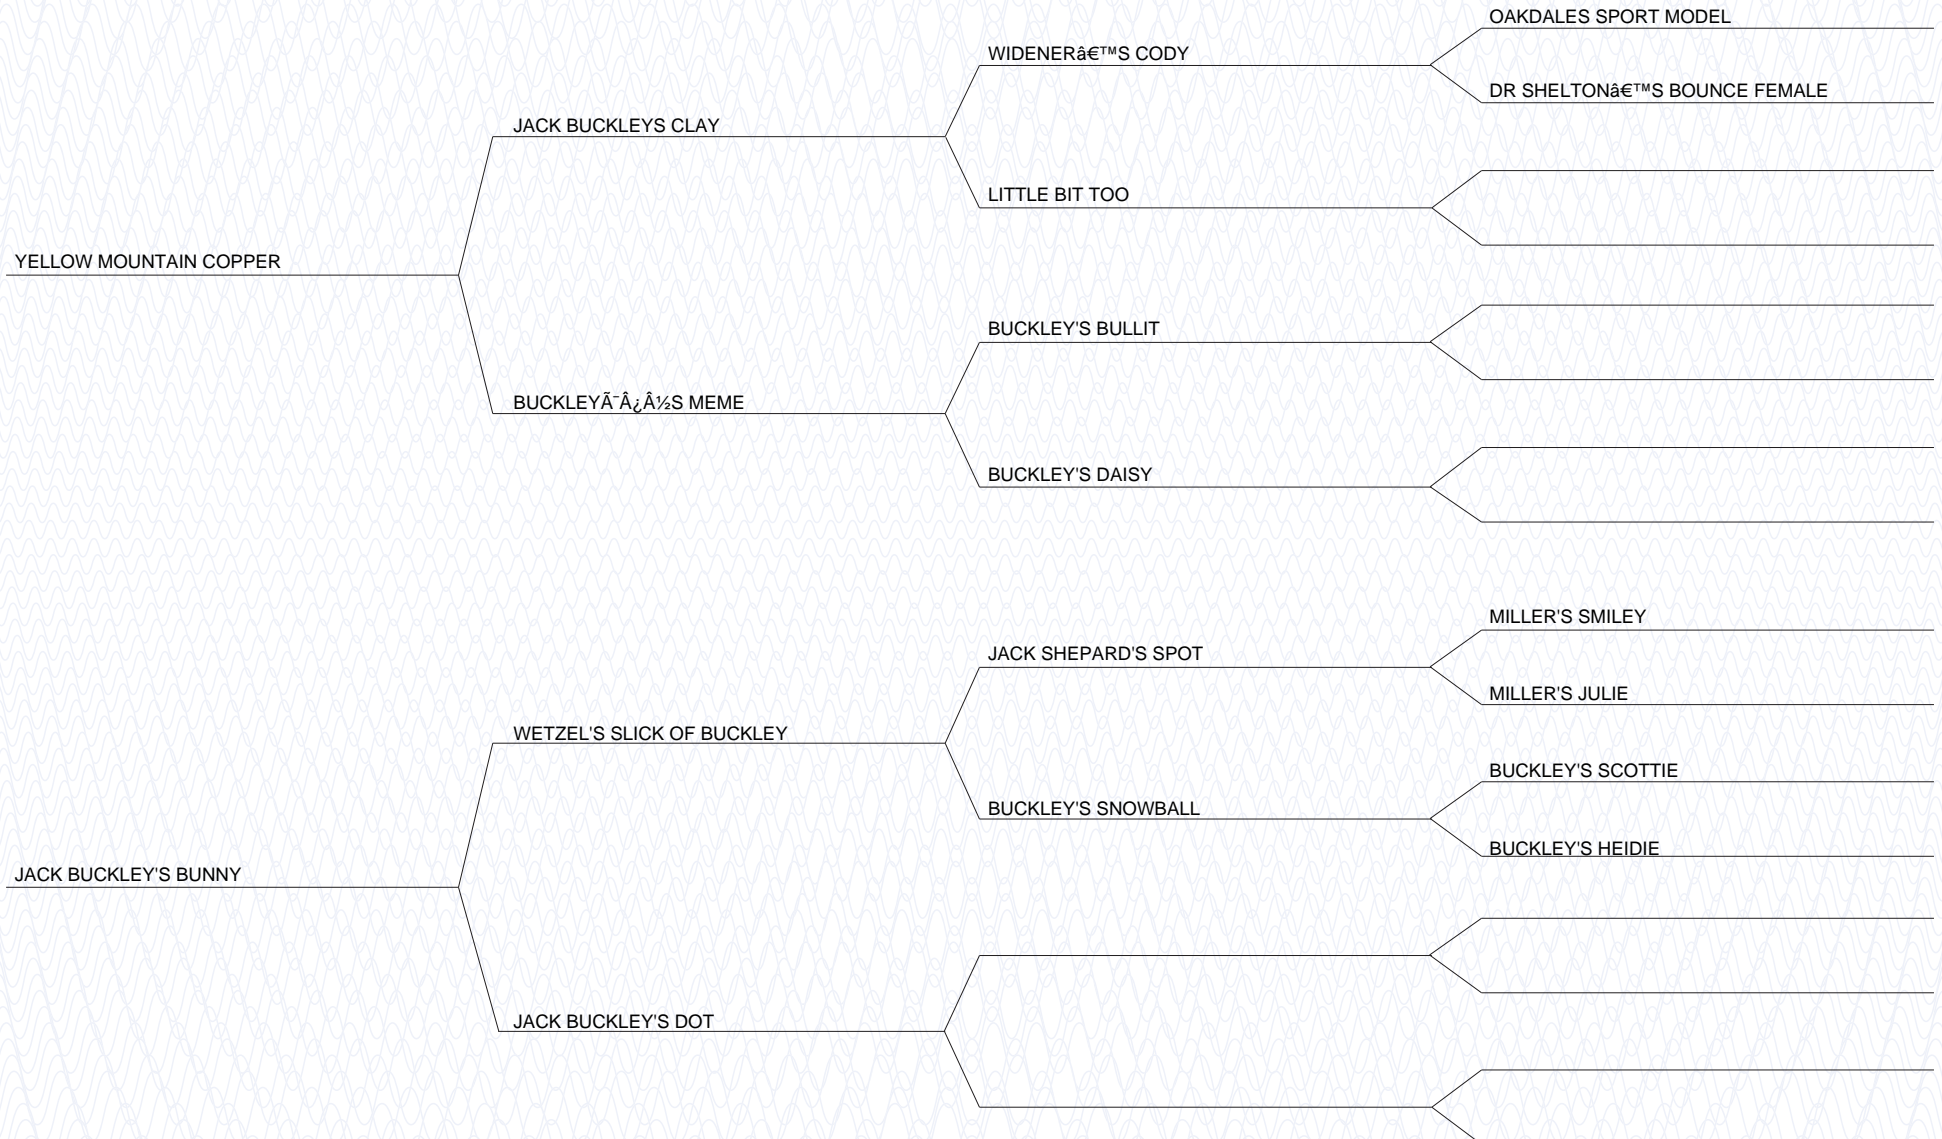 OAKDALES SPORT MODEL
WIDENERâ€™S CODY
DR SHELTONâ€™S BOUNCE FEMALE
JACK BUCKLEYS CLAY
LITTLE BIT TOO
YELLOW MOUNTAIN COPPER
BUCKLEY'S BULLIT
BUCKLEYÃ¯Â¿Â½S MEME
BUCKLEY'S DAISY
MILLER'S SMILEY
JACK SHEPARD'S SPOT
MILLER'S JULIE
WETZEL'S SLICK OF BUCKLEY
BUCKLEY'S SCOTTIE
BUCKLEY'S SNOWBALL
BUCKLEY'S HEIDIE
JACK BUCKLEY'S BUNNY
JACK BUCKLEY'S DOT